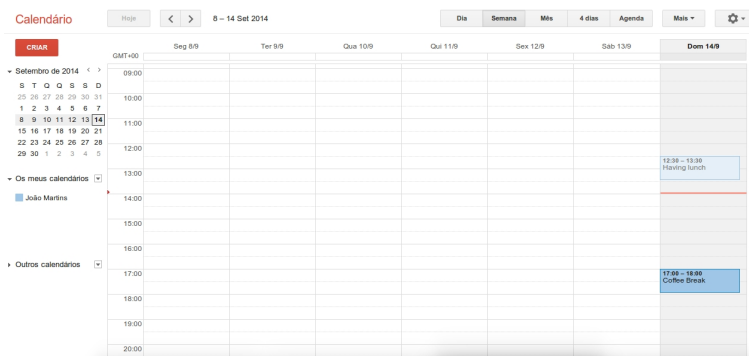 Calendário
Hoje
8 – 14 Set 2014
Dia
Semana
Mês
4 dias
Agenda
Mais
CRIAR
Setembro de 2014
S T Q Q S S D
25 26 27 28 29 30 31
1 2 3 4 5 6 7
8 9 10 11 12 13 14
15 16 17 18 19 20 21
22 23 24 25 26 27 28
29 30 1 2 3 4 5
Os meus calendários
João Martins
Outros calendários
Seg 8/9
Ter 9/9
Qua 10/9
Qui 11/9
Sex 12/9
Sáb 13/9
Dom 14/9
GMT+00
09:00
10:00
11:00
12:00
12:30 – 13:30
Having lunch
13:00
14:00
15:00
16:00
17:00
17:00 – 18:00
Coffee Break
18:00
19:00
20:00